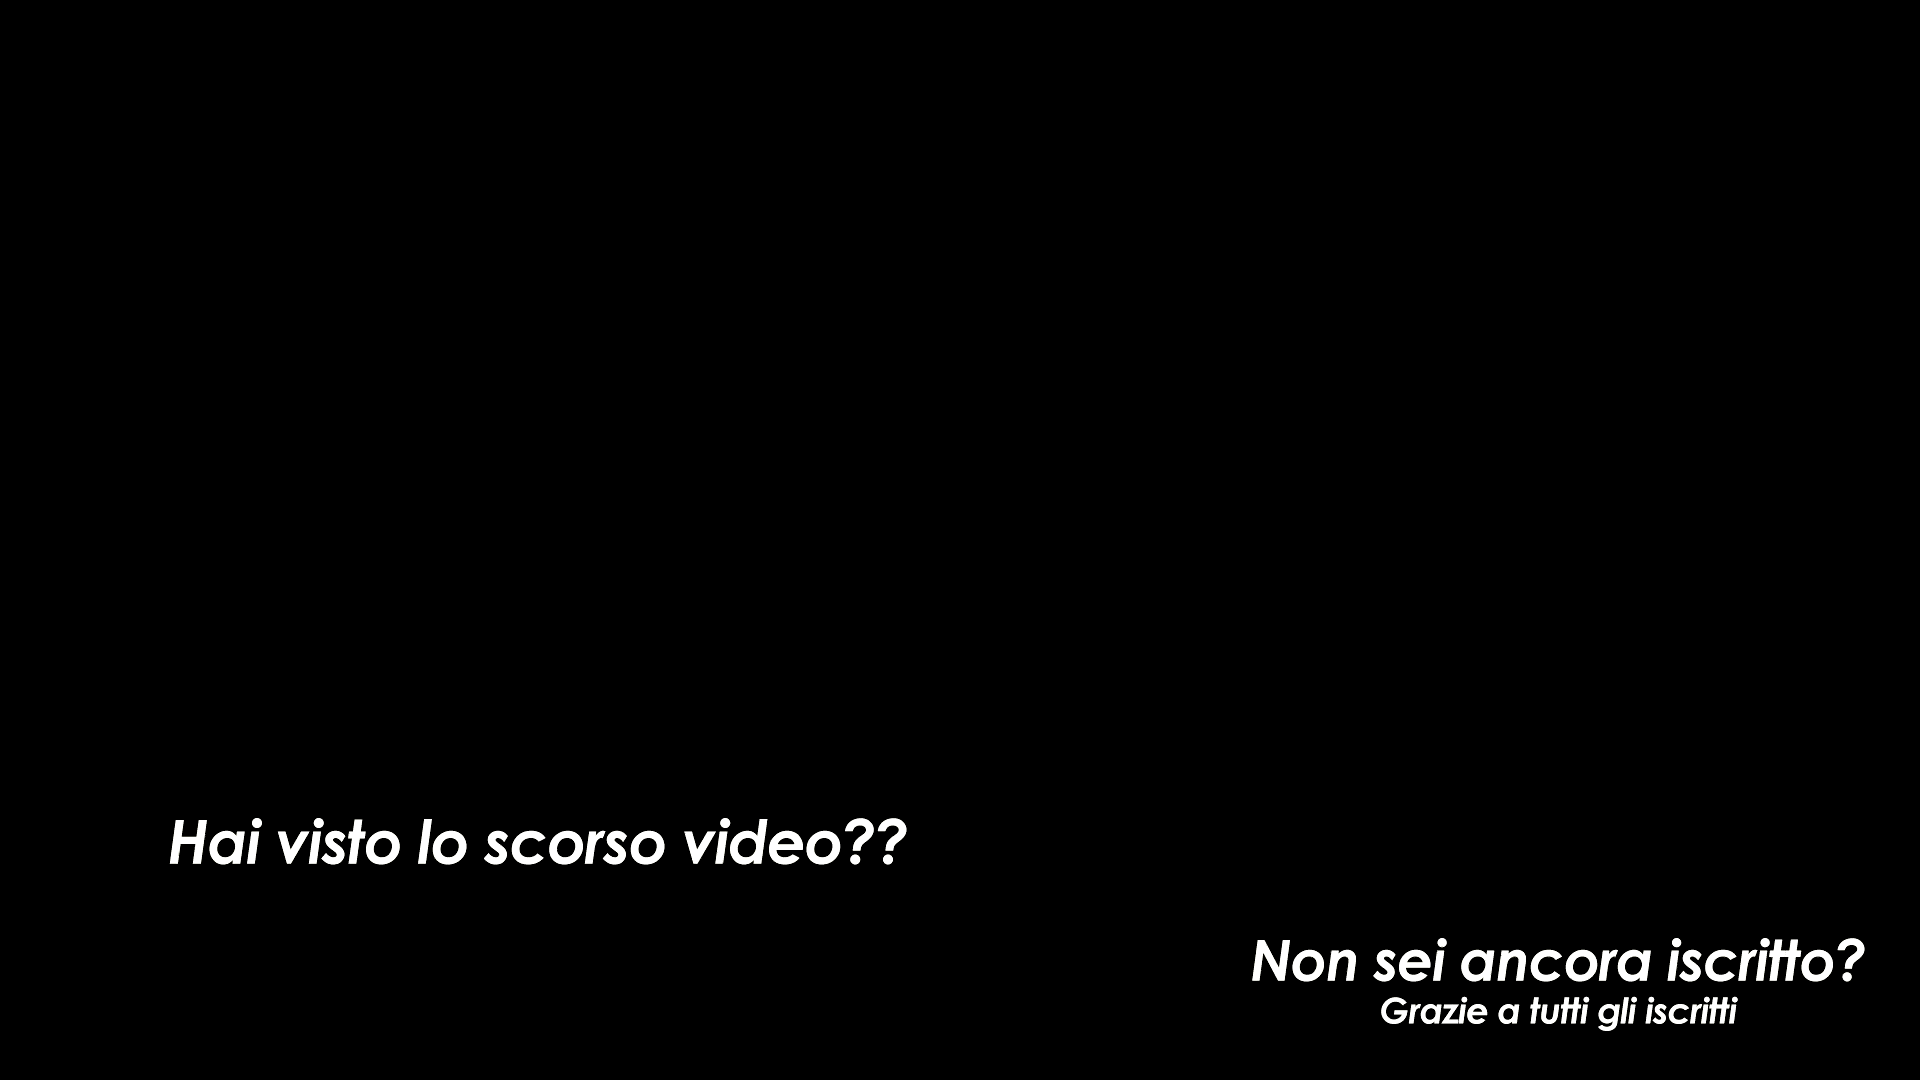 Hai visto lo scorso video??
Non sei ancora iscritto?
Grazie a tutti gli iscritti